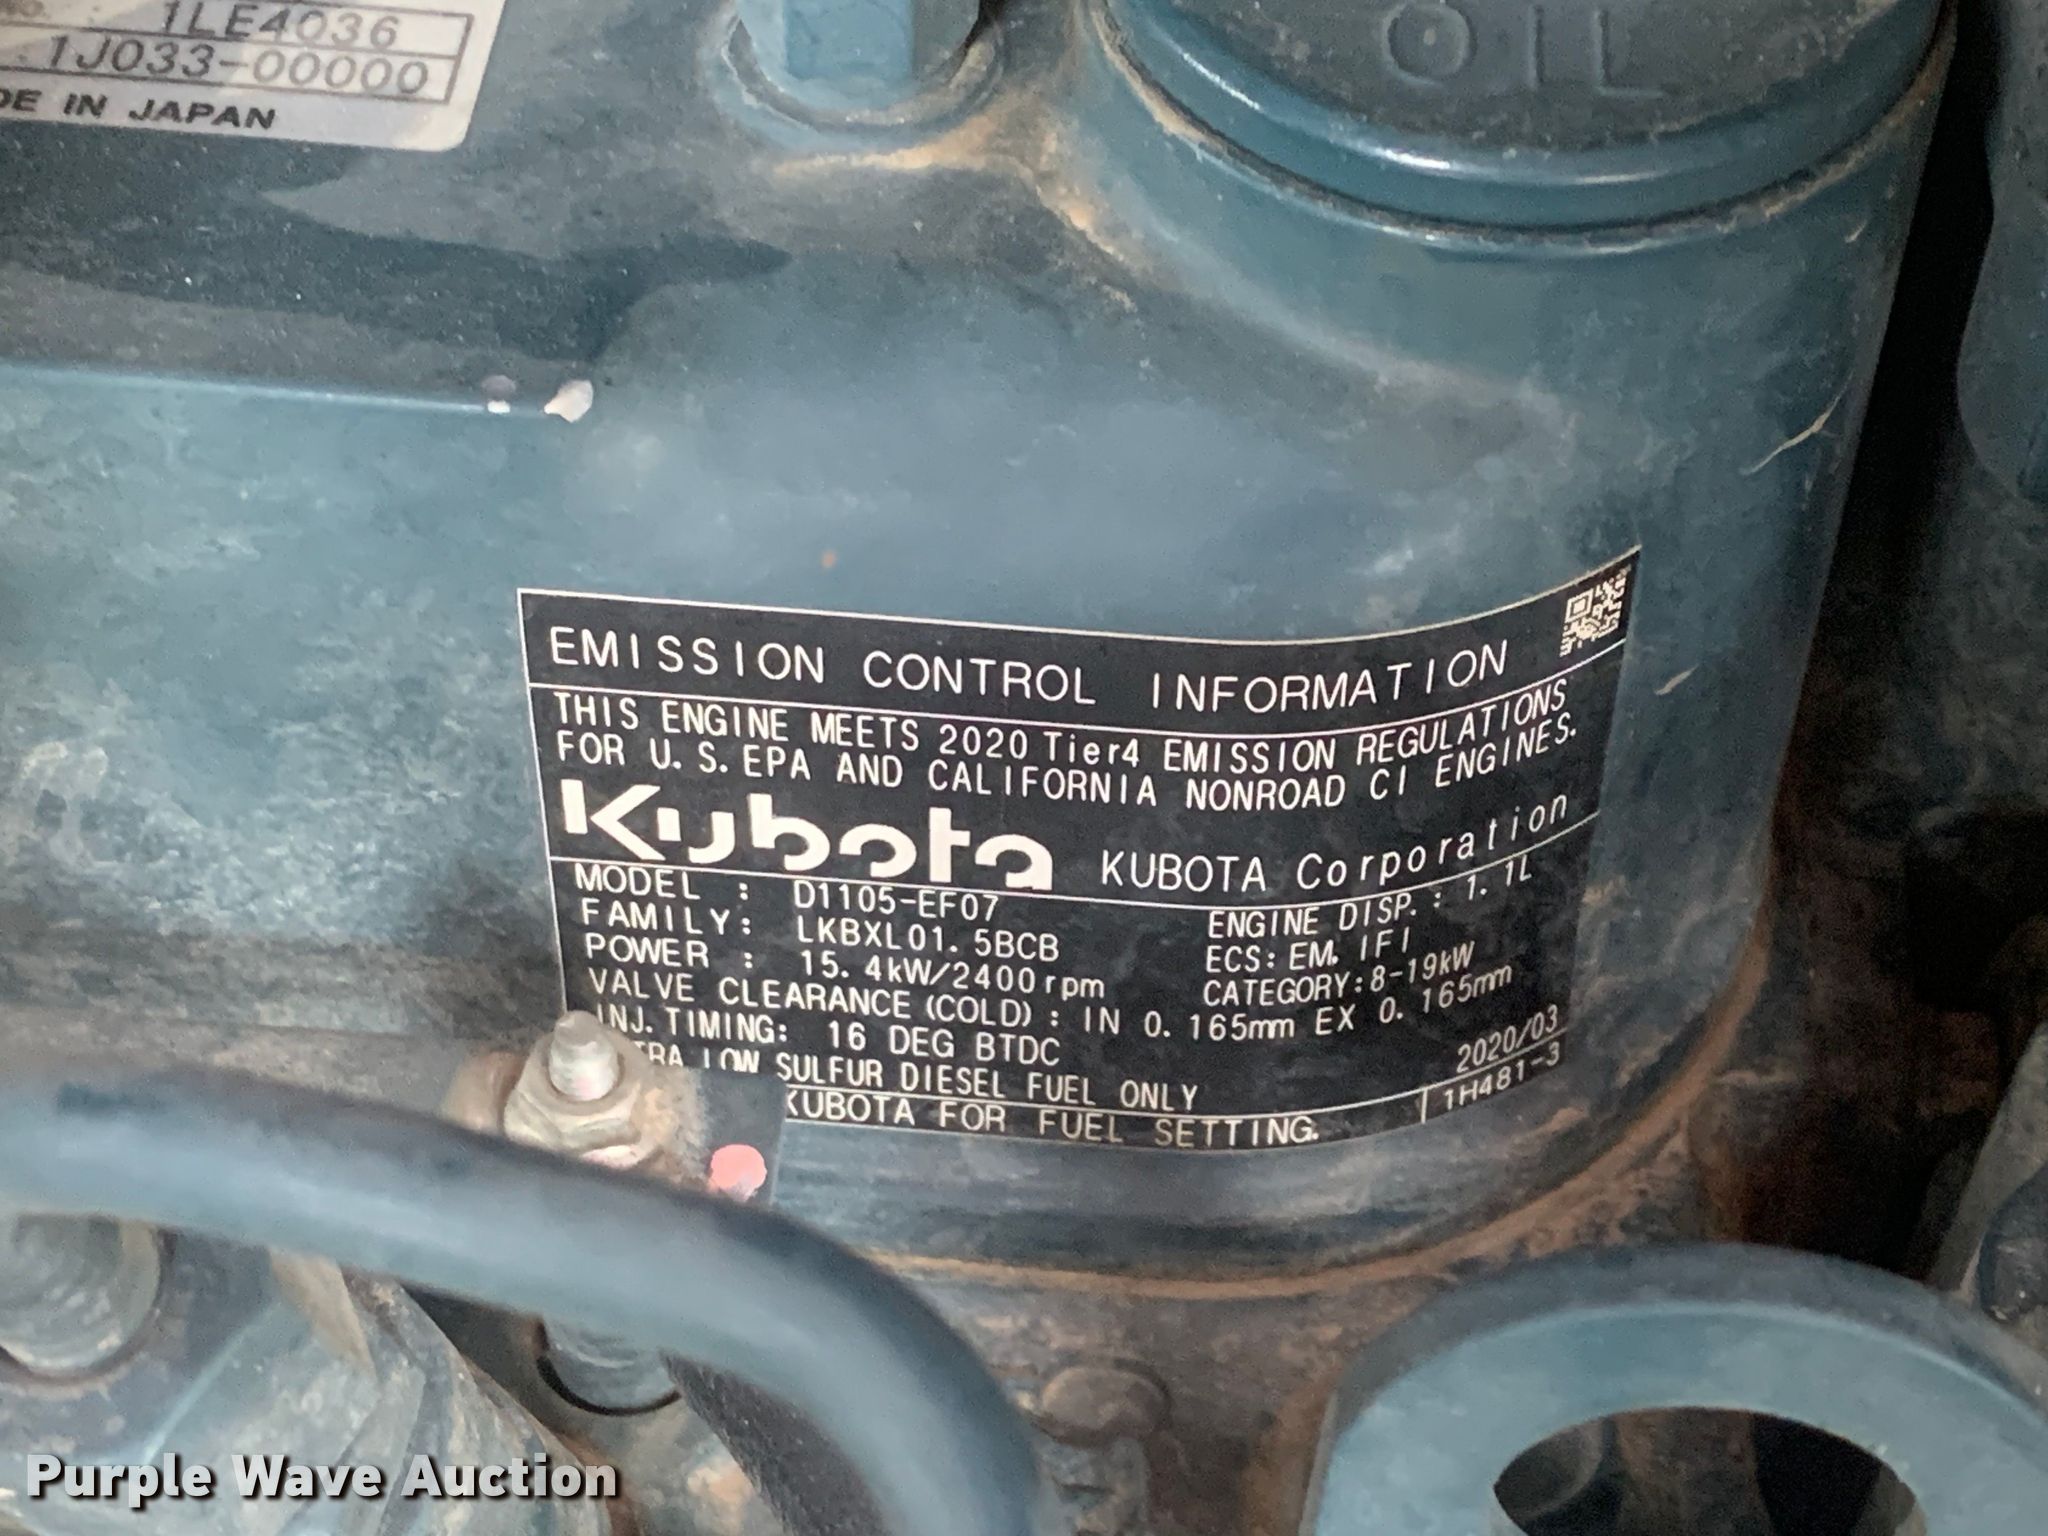 1LE4036
1J033-00000
DE IN JAPAN
OIL
EMISSION CONTROL INFORMATION
THIS ENGINE MEETS 2020 Tier4 EMISSION REGULATIONS
FOR U.S.EPA AND CALIFORNIA NONROAD CI ENGINES.
Kubota KUBOTA Corporation
MODEL : D1105-EF07 ENGINE DISP.: 1.1L
FAMILY: LKBXL01.5BCB ECS: EM, IFI
POWER : 15.4kW/2400rpm CATEGORY:8-19kW
VALVE CLEARANCE (COLD) : IN 0.165mm EX 0.165mm
INJ.TIMING: 16 DEG BTDC 2020/03
TRA LOW SULFUR DIESEL FUEL ONLY
KUBOTA FOR FUEL SETTING. 1H481-3
Purple Wave Auction